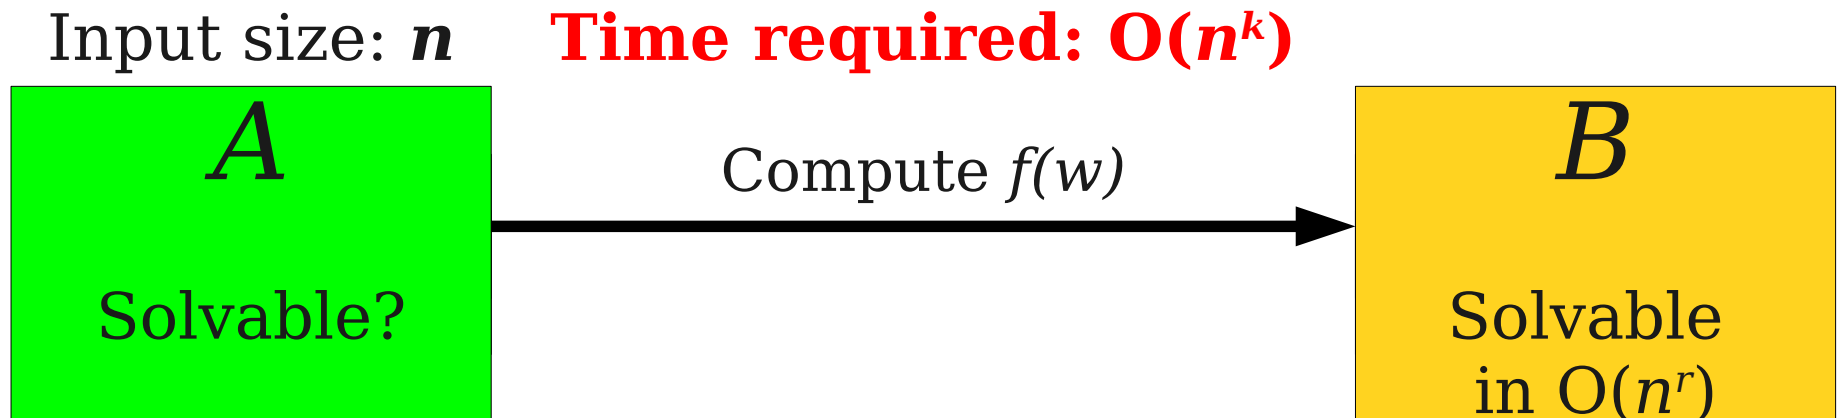 Input size: n
Time required: O(nᵏ)
A
Compute f(w)
B
Solvable?
Solvable
in O(nʳ)